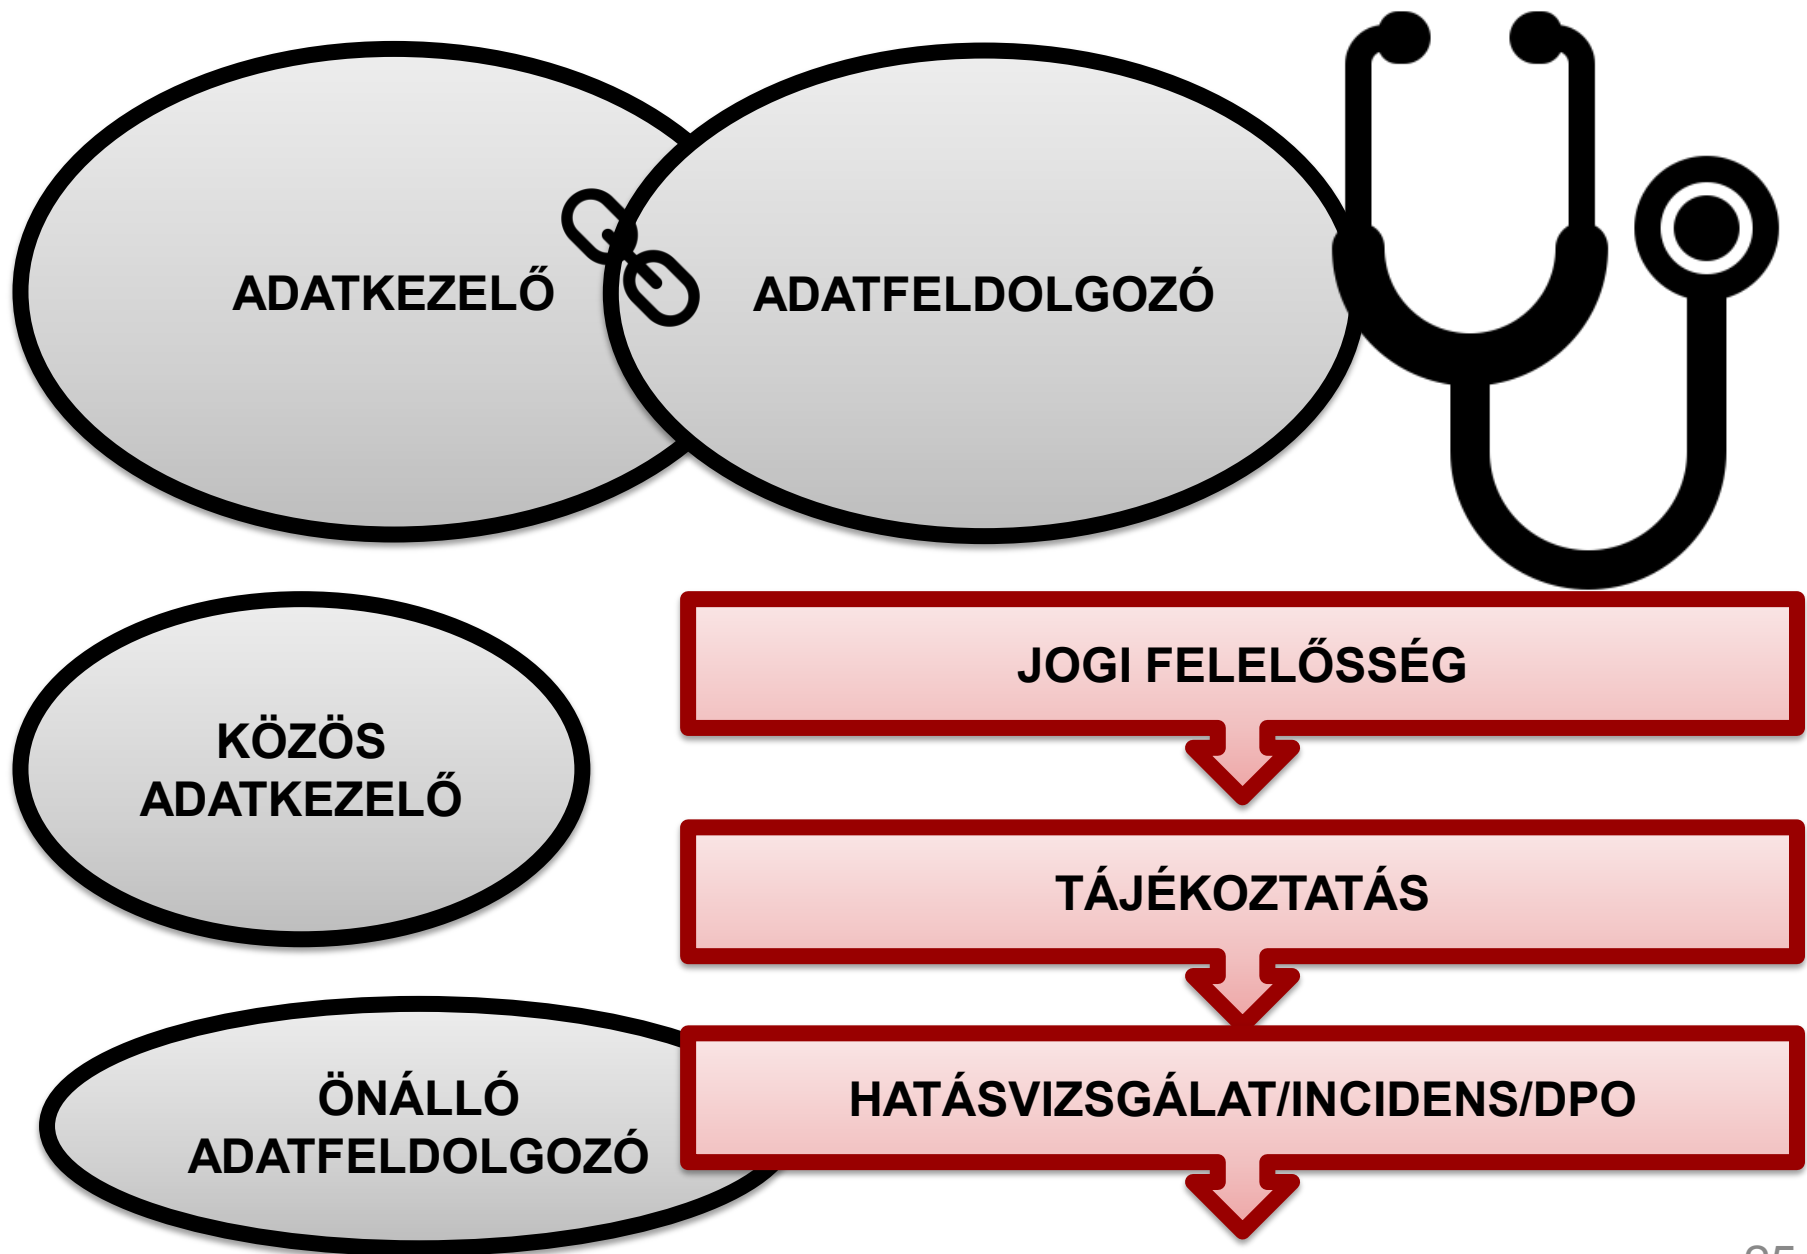 ADATKEZELŐ
ADATFELDOLGOZÓ
KÖZÖS
ADATKEZELŐ
JOGI FELELŐSSÉG
TÁJÉKOZTATÁS
ÖNÁLLÓ
ADATFELDOLGOZÓ
HATÁSVIZSGÁLAT/INCIDENS/DPO